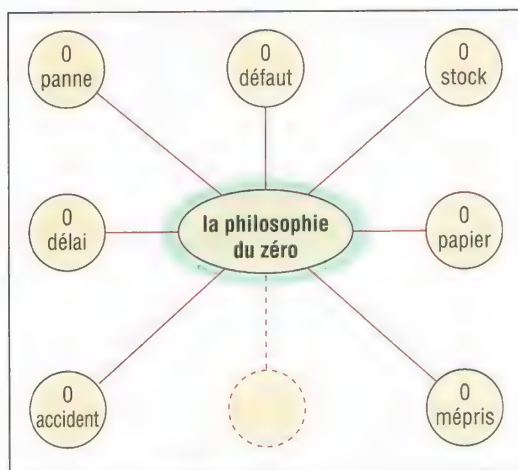 0
panne
0
défaut
0
stock
0
délai
la philosophie
du zéro
0
papier
0
accident
0
mépris